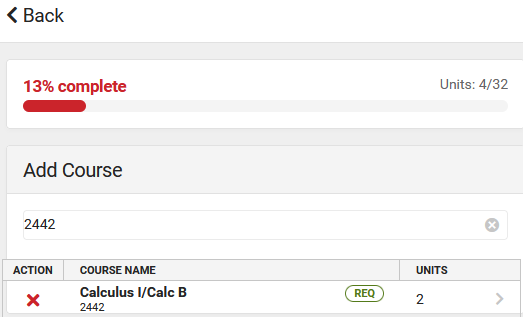 Back
13% complete
Units: 4/32
Add Course
2442
ACTION COURSE NAME UNITS
Calculus I/Calc B REQ 2
2442